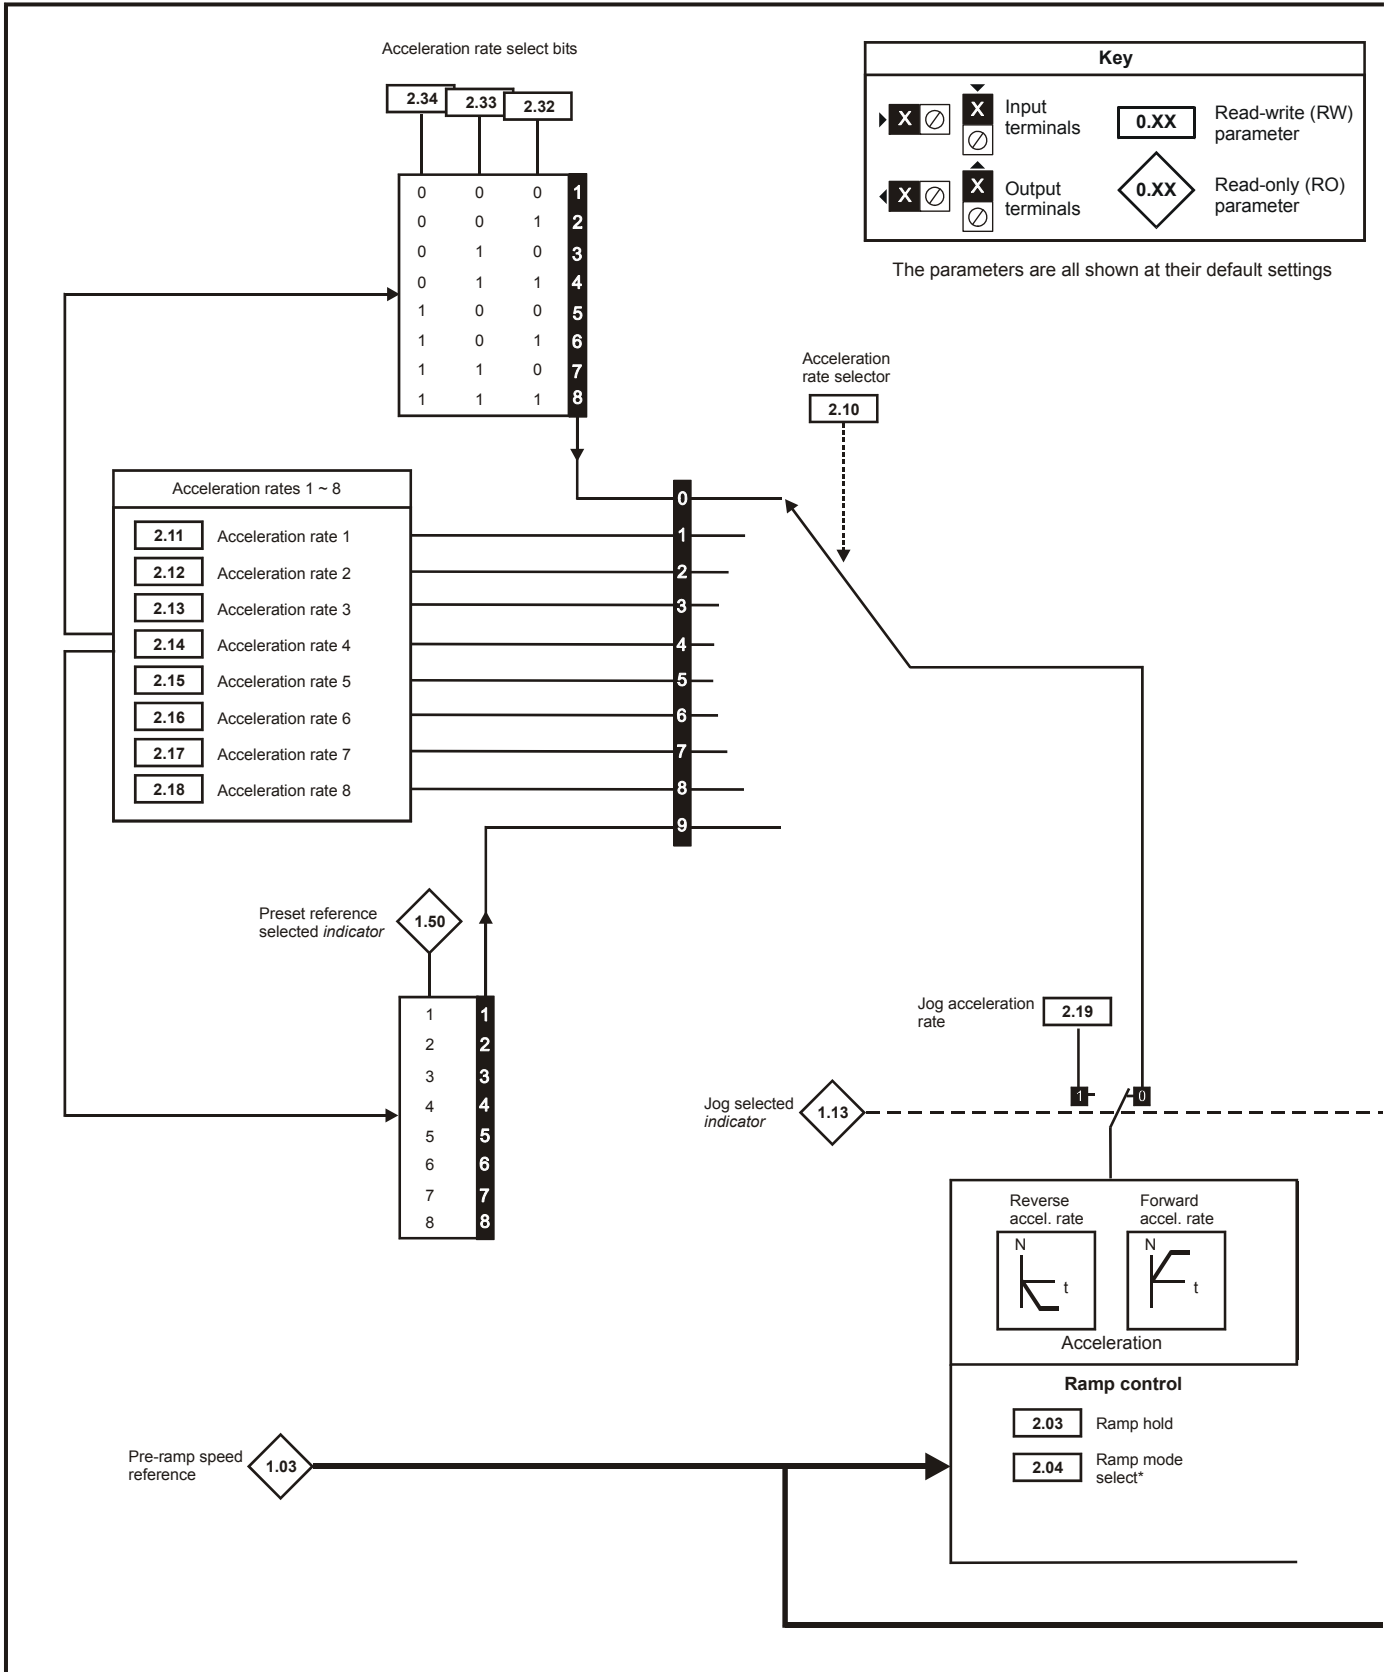 Acceleration rate select bits
2.34 2.33 2.32
0 0 0 1
0 0 1 2
0 1 0 3
0 1 1 4
1 0 0 5
1 0 1 6
1 1 0 7
1 1 1 8
Key
X X Input
terminals
0.XX Read-write (RW)
parameter
X X Output
terminals
0.XX Read-only (RO)
parameter
The parameters are all shown at their default settings
Acceleration
rate selector
2.10
Acceleration rates 1 ~ 8
2.11 Acceleration rate 1
2.12 Acceleration rate 2
2.13 Acceleration rate 3
2.14 Acceleration rate 4
2.15 Acceleration rate 5
2.16 Acceleration rate 6
2.17 Acceleration rate 7
2.18 Acceleration rate 8
0
1
2
3
4
5
6
7
8
9
Preset reference
selected indicator
1.50
1 1
2 2
3 3
4 4
5 5
6 6
7 7
8 8
Jog acceleration
rate
2.19
1 0
Jog selected
indicator
1.13
Reverse
accel. rate
N
t
Forward
accel. rate
N
t
Acceleration
Ramp control
2.03 Ramp hold
2.04 Ramp mode
select*
Pre-ramp speed
reference
1.03